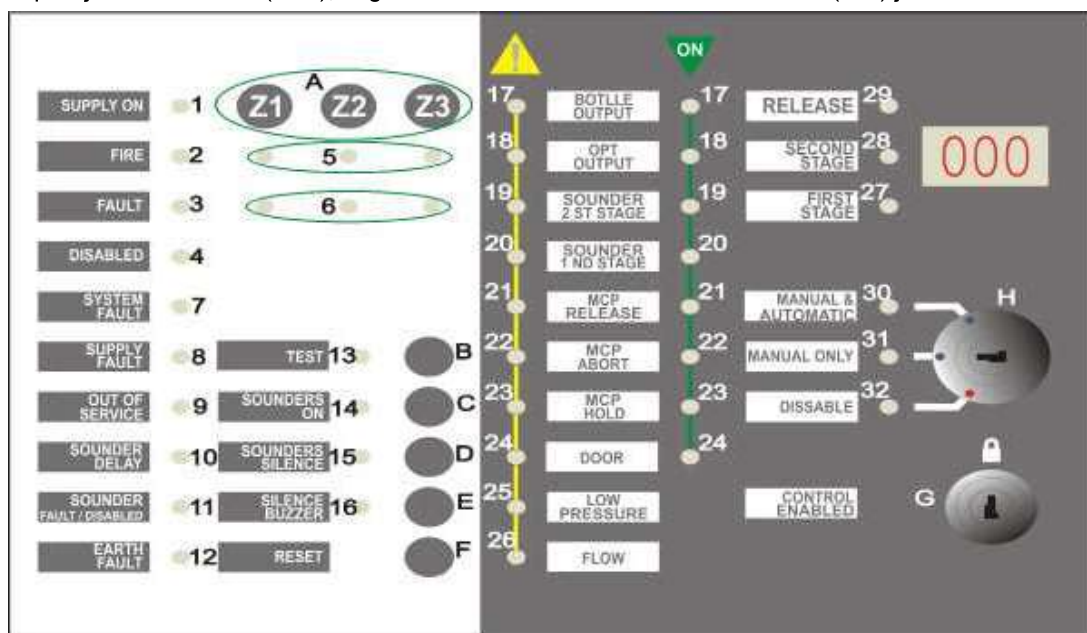 A
Z1 Z2 Z3
SUPPLY ON 1
FIRE 2 5
FAULT 3 6
DISABLED 4
SYSTEM
FAULT 7
SUPPLY
FAULT 8
TEST 13 B
OUT OF
SERVICE 9
SOUNDERS
ON 14 C
SOUNDER
DELAY 10
SOUNDERS
SILENCE 15 D
SOUNDER
FAULT / DISABLED 11
SILENCE
BUZZER 16 E
EARTH
FAULT 12
RESET F
!
ON
17 BOTLLE
OUTPUT 17
18 OPT
OUTPUT 18
19 SOUNDER
2 ST STAGE 19
20 SOUNDER
1 ND STAGE 20
21 MCP
RELEASE 21
22 MCP
ABORT 22
23 MCP
HOLD 23
24 DOOR 24
25 LOW
PRESSURE
26 FLOW
RELEASE 29
SECOND
STAGE 28
FIRST
STAGE 27
000
MANUAL &
AUTOMATIC 30
H
MANUAL ONLY 31
DISSABLE 32
CONTROL
ENABLED
G